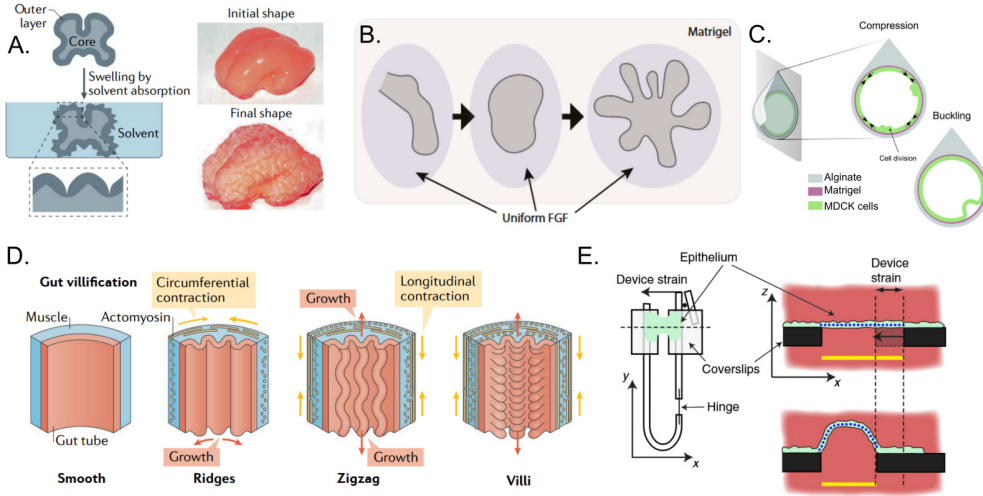 A.
Outer
layer
Core
Swelling by
solvent absorption
Solvent
Initial shape
Final shape
B.
Matrigel
Uniform FGF
C.
Compression
Cell division
Buckling
Alginate
Matrigel
MDCK cells
D.
Gut villification
Circumferential
contraction
Longitudinal
contraction
Muscle
Actomyosin
Growth
Gut tube
Growth
Growth
Growth
Smooth
Ridges
Zigzag
Villi
E.
Epithelium
Device strain
Device
strain
Coverslips
Hinge
y
x
z
x
x